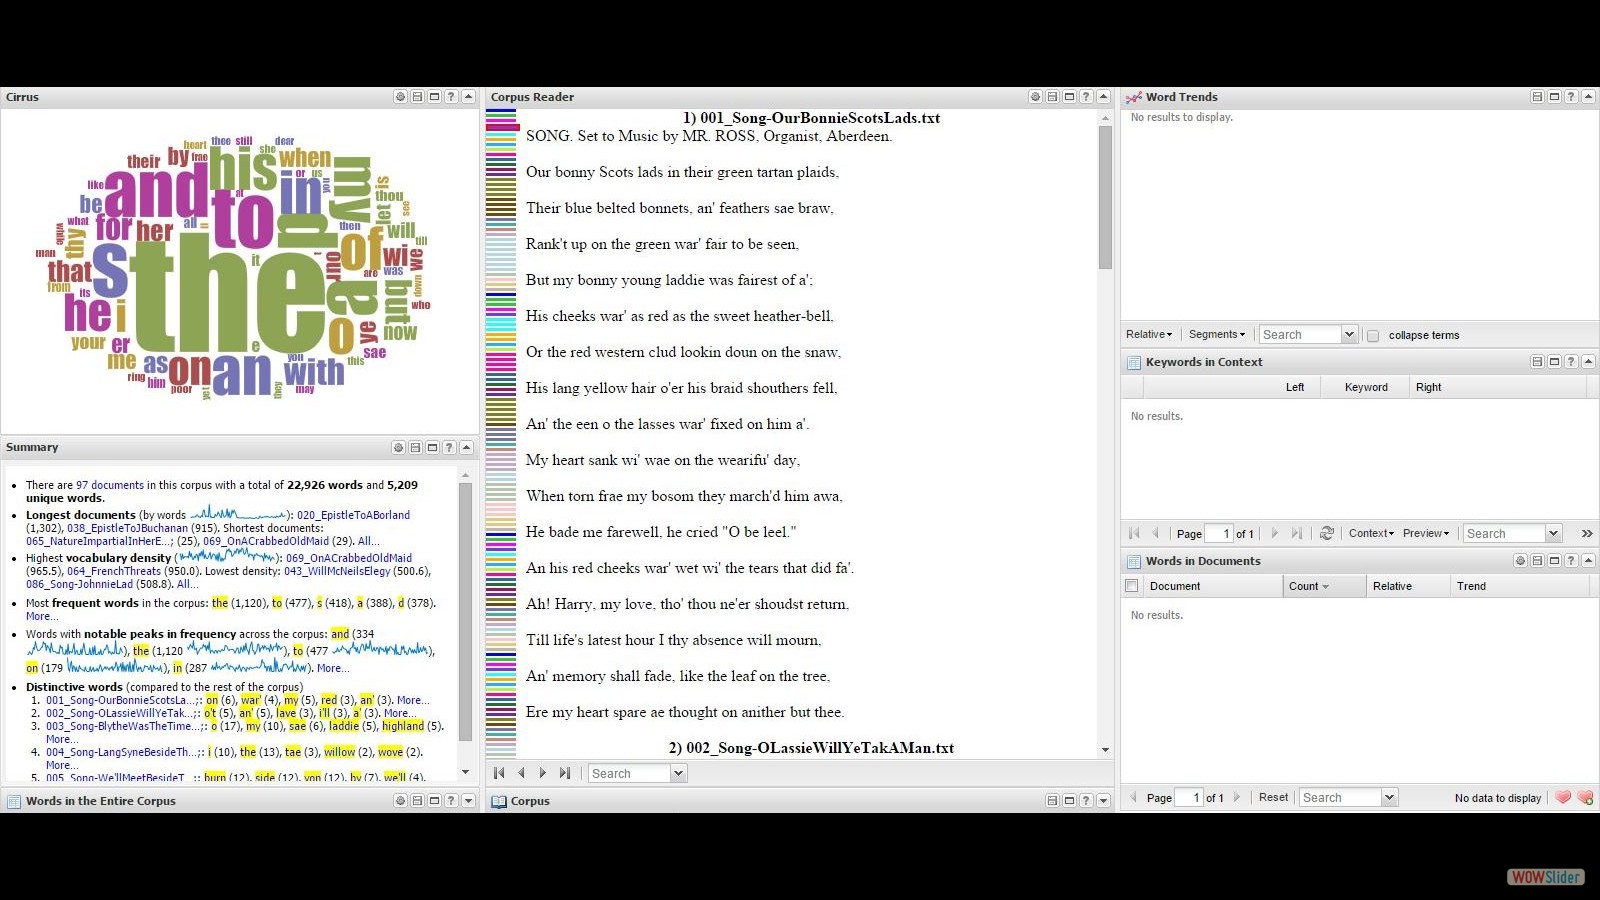 Cirrus
thee still dear
heart she
their by frae his when
like and to in or us my is
be at you thou
what for her all then let see
while thy of will till
man that s the it our wi we
from its he i are was down
a but who
your er o ye now
me as on an e you with this sae
ring him poor yet they may
Summary
There are 97 documents in this corpus with a total of 22,926 words and 5,209
unique words.
Longest documents (by words ): 020_EpistleToABorland
(1,302), 038_EpistleToJBuchanan (915). Shortest documents:
065_NatureImpartialInHerE...; (25), 069_OnACrabbedOldMaid (29). All...
Highest vocabulary density ( ): 069_OnACrabbedOldMaid
(965.5), 064_FrenchThreats (950.0). Lowest density: 043_WillMcNeilsElegy (500.6),
086_Song-JohnnieLad (508.8). All...
Most frequent words in the corpus: the (1,120), to (477), s (418), a (388), d (378).
More...
Words with notable peaks in frequency across the corpus: and (334
), the (1,120 ), to (477 ),
on (179 ), in (287 ). More...
Distinctive words (compared to the rest of the corpus)
1. 001_Song-OurBonnieScotsLa...;: on (6), war' (4), my (5), red (3), an' (3). More...
2. 002_Song-OLassieWillYeTak...;: o't (5), an' (5), lave (3), i'll (3), a' (3). More...
3. 003_Song-BlytheWasTheTime...: o (17), my (10), sae (6), laddie (5), highland (5).
More...
4. 004_Song-LangSyneBesideTh...: i (10), the (13), tae (3), willow (2), wove (2).
More...
5. 005_Song-We'llMeetBesideT...: burn (12), side (12), yon (12), by (7), we'll (4).
Words in the Entire Corpus
Corpus Reader
1) 001_Song-OurBonnieScotsLads.txt
SONG. Set to Music by MR. ROSS, Organist, Aberdeen.
Our bonny Scots lads in their green tartan plaids,
Their blue belted bonnets, an' feathers sae braw,
Rank't up on the green war' fair to be seen,
But my bonny young laddie was fairest of a';
His cheeks war' as red as the sweet heather-bell,
Or the red western clud lookin doun on the snaw,
His lang yellow hair o'er his braid shouthers fell,
An' the een o the lasses war' fixed on him a'.
My heart sank wi' wae on the wearifu' day,
When torn frae my bosom they march'd him awa,
He bade me farewell, he cried "O be leel."
An his red cheeks war' wet wi' the tears that did fa'.
Ah! Harry, my love, tho' thou ne'er shoudst return,
Till life's latest hour I thy absence will mourn,
An' memory shall fade, like the leaf on the tree,
Ere my heart spare ae thought on anither but thee.
2) 002_Song-OLassieWillYeTakAMan.txt
Search
Corpus
Word Trends
No results to display.
Relative Segments Search collapse terms
Keywords in Context
Left Keyword Right
No results.
Page 1 of 1 Context Preview Search »
Words in Documents
Document Count Relative Trend
No results.
Page 1 of 1 Reset Search No data to display
WOWSlider